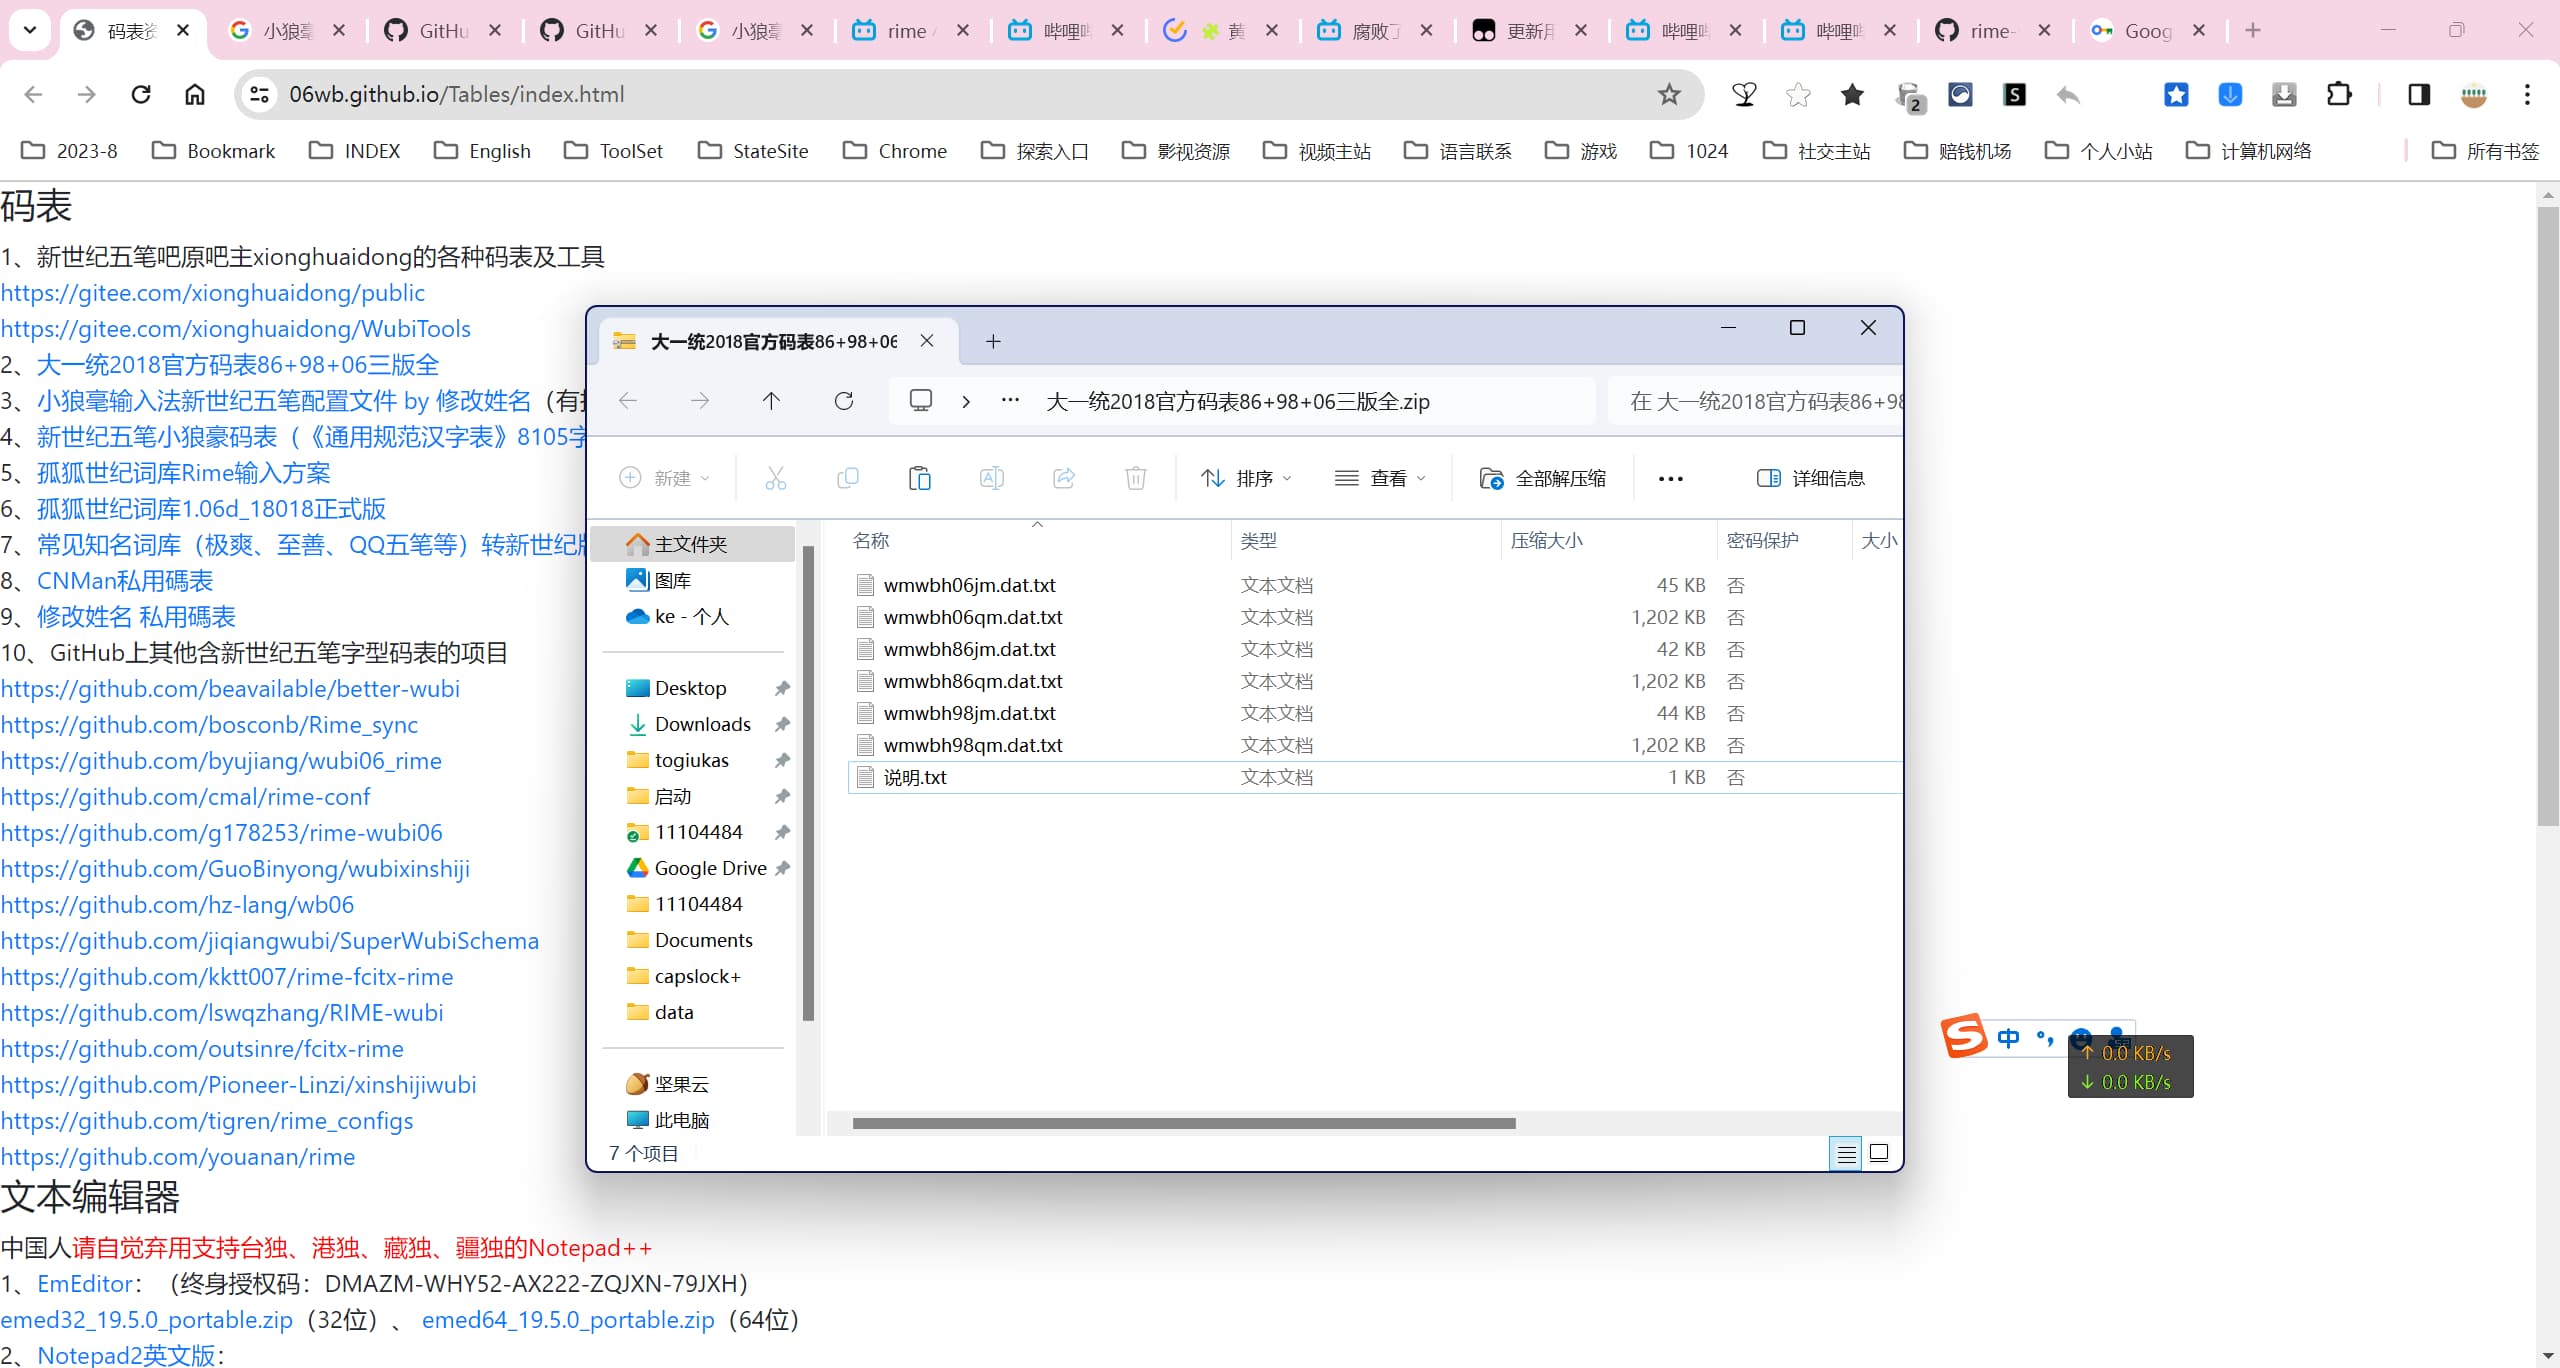 码表资
小狼毫
GitHu
GitHu
小狼毫
rime
哔哩哔
黄
腐败了
更新用
哔哩哔
哔哩哔
rime-
Goog
06wb.github.io/Tables/index.html
2
2023-8
Bookmark
INDEX
English
ToolSet
StateSite
Chrome
探索入口
影视资源
视频主站
语言联系
游戏
1024
社交主站
赔钱机场
个人小站
计算机网络
所有书签
码表
1、新世纪五笔吧原吧主xionghuaidong的各种码表及工具
https://gitee.com/xionghuaidong/public
https://gitee.com/xionghuaidong/WubiTools
2、大一统2018官方码表86+98+06三版全
3、小狼毫输入法新世纪五笔配置文件 by 修改姓名（有
4、新世纪五笔小狼豪码表（《通用规范汉字表》8105字
5、孤狐世纪词库Rime输入方案
6、孤狐世纪词库1.06d_18018正式版
7、常见知名词库（极爽、至善、QQ五笔等）转新世纪版
8、CNMan私用碼表
9、修改姓名 私用碼表
10、GitHub上其他含新世纪五笔字型码表的项目
https://github.com/beavailable/better-wubi
https://github.com/bosconb/Rime_sync
https://github.com/byujiang/wubi06_rime
https://github.com/cmal/rime-conf
https://github.com/g178253/rime-wubi06
https://github.com/GuoBinyong/wubixinshiji
https://github.com/hz-lang/wb06
https://github.com/jiqiangwubi/SuperWubiSchema
https://github.com/kktt007/rime-fcitx-rime
https://github.com/lswqzhang/RIME-wubi
https://github.com/outsinre/fcitx-rime
https://github.com/Pioneer-Linzi/xinshijiwubi
https://github.com/tigren/rime_configs
https://github.com/youanan/rime
文本编辑器
中国人请自觉弃用支持台独、港独、藏独、疆独的Notepad++
1、EmEditor：（终身授权码：DMAZM-WHY52-AX222-ZQJXN-79JXH）
emed32_19.5.0_portable.zip（32位）、 emed64_19.5.0_portable.zip（64位）
2、Notepad2英文版：
大一统2018官方码表86+98+06
大一统2018官方码表86+98+06三版全.zip
在 大一统2018官方码表86+98
新建
排序
查看
全部解压缩
详细信息
主文件夹
图库
ke - 个人
Desktop
Downloads
togiukas
启动
11104484
Google Drive
11104484
Documents
capslock+
data
坚果云
此电脑
名称 类型 压缩大小 密码保护 大小
wmwbh06jm.dat.txt 文本文档 45 KB 否
wmwbh06qm.dat.txt 文本文档 1,202 KB 否
wmwbh86jm.dat.txt 文本文档 42 KB 否
wmwbh86qm.dat.txt 文本文档 1,202 KB 否
wmwbh98jm.dat.txt 文本文档 44 KB 否
wmwbh98qm.dat.txt 文本文档 1,202 KB 否
说明.txt 文本文档 1 KB 否
7 个项目
中
↑ 0.0 KB/s
↓ 0.0 KB/s